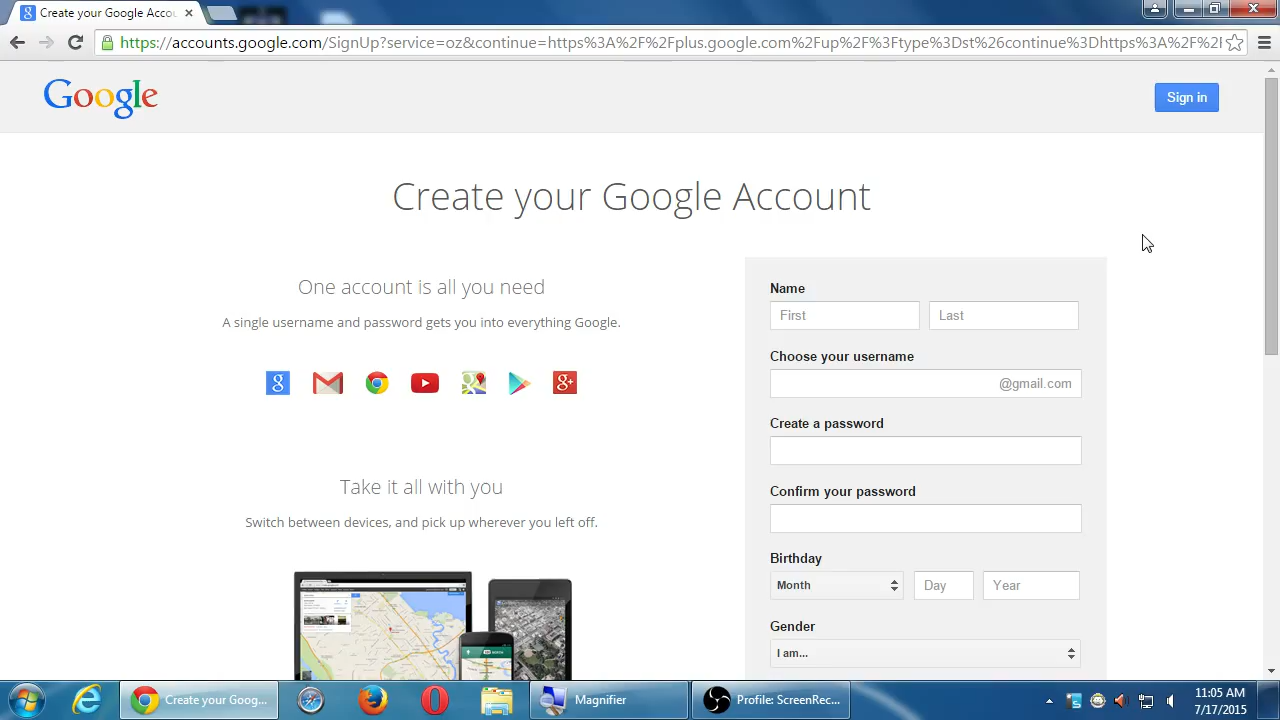 Create your Google Accou
https://accounts.google.com/SignUp?service=oz&continue=https%3A%2F%2Fplus.google.com%2Fup%2F%3Ftype%3Dst%26continue%3Dhttps%3A%2F%2F
Google
Sign in
Create your Google Account
One account is all you need
A single username and password gets you into everything Google.
Take it all with you
Switch between devices, and pick up wherever you left off.
Name
First Last
Choose your username
@gmail.com
Create a password
Confirm your password
Birthday
Month Day Year
Gender
I am...
Create your Goog...
Magnifier
Profile: ScreenRec...
11:05 AM
7/17/2015